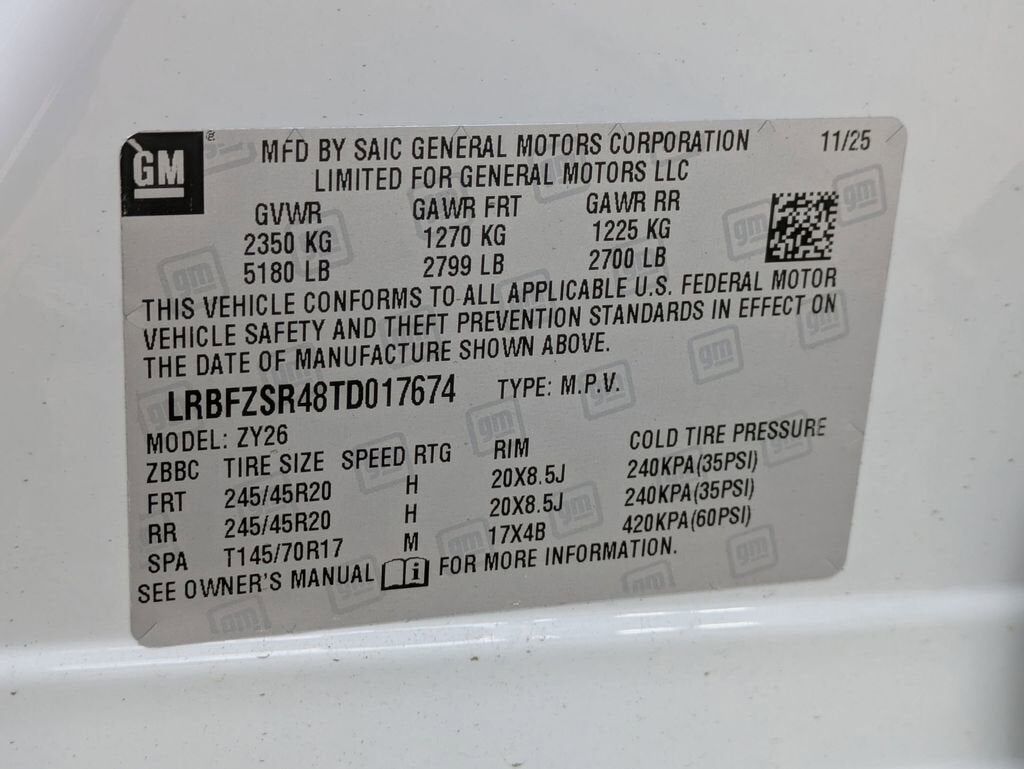 GM ® MFD BY SAIC GENERAL MOTORS CORPORATION 11/25
LIMITED FOR GENERAL MOTORS LLC
GVWR GAWR FRT GAWR RR
2350 KG 1270 KG 1225 KG
5180 LB 2799 LB 2700 LB
THIS VEHICLE CONFORMS TO ALL APPLICABLE U.S. FEDERAL MOTOR
VEHICLE SAFETY AND THEFT PREVENTION STANDARDS IN EFFECT ON
THE DATE OF MANUFACTURE SHOWN ABOVE.
LRBFZSR48TD017674 TYPE: M.P.V.
MODEL: ZY26
ZBBC TIRE SIZE SPEED RTG RIM COLD TIRE PRESSURE
FRT 245/45R20 H 20X8.5J 240KPA(35PSI)
RR 245/45R20 H 20X8.5J 240KPA(35PSI)
SPA T145/70R17 M 17X4B 420KPA(60PSI)
SEE OWNER'S MANUAL i FOR MORE INFORMATION.